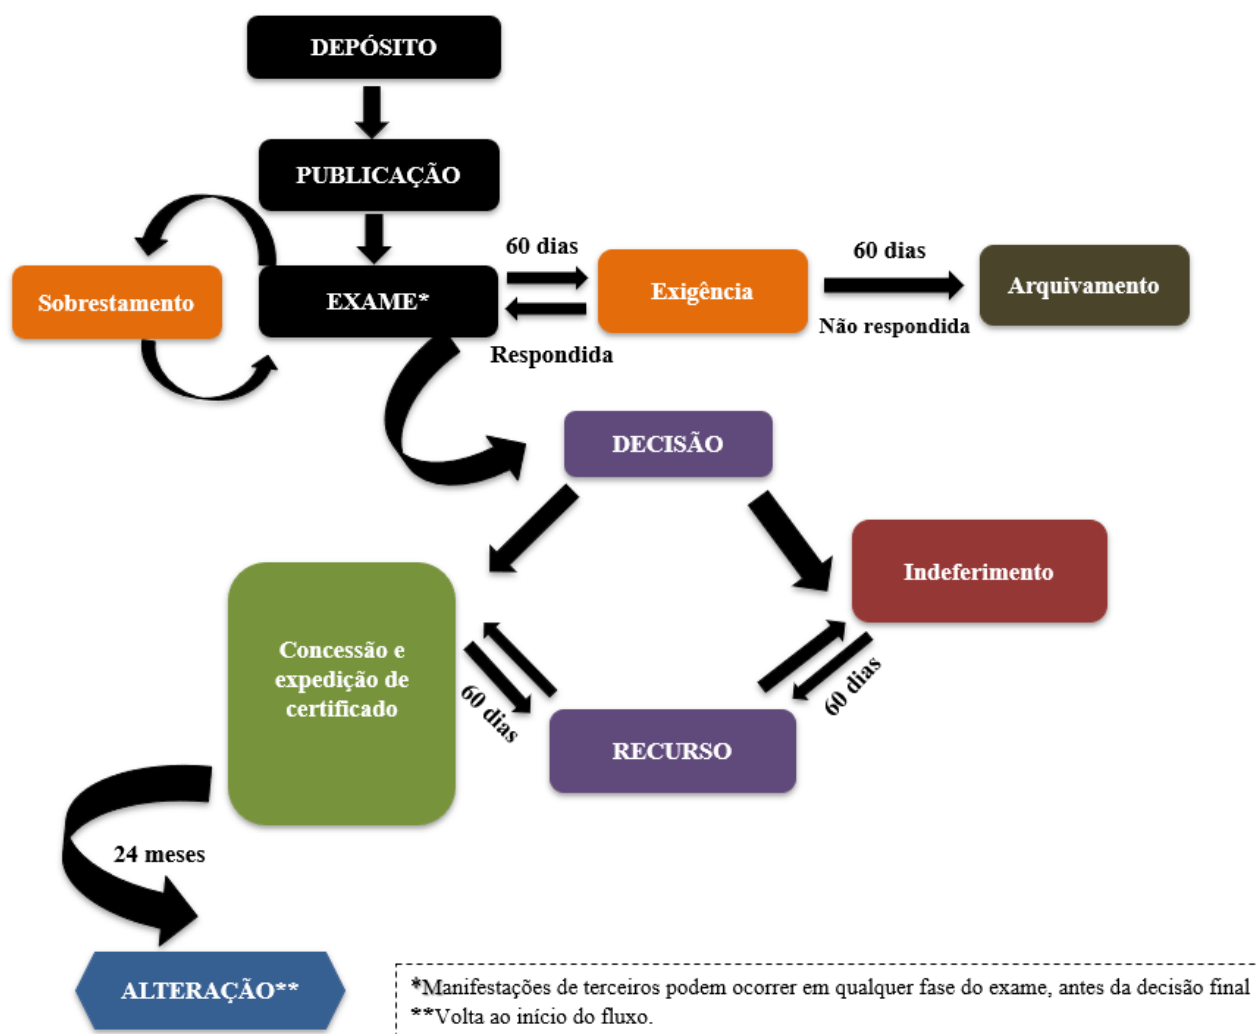 DEPÓSITO
PUBLICAÇÃO
60 dias
60 dias
Sobrestamento
EXAME*
Exigência
Arquivamento
Não respondida
Respondida
DECISÃO
Indeferimento
Concessão e
expedição de
certificado
60 dias
60 dias
RECURSO
24 meses
ALTERAÇÃO**
*Manifestações de terceiros podem ocorrer em qualquer fase do exame, antes da decisão final
**Volta ao início do fluxo.